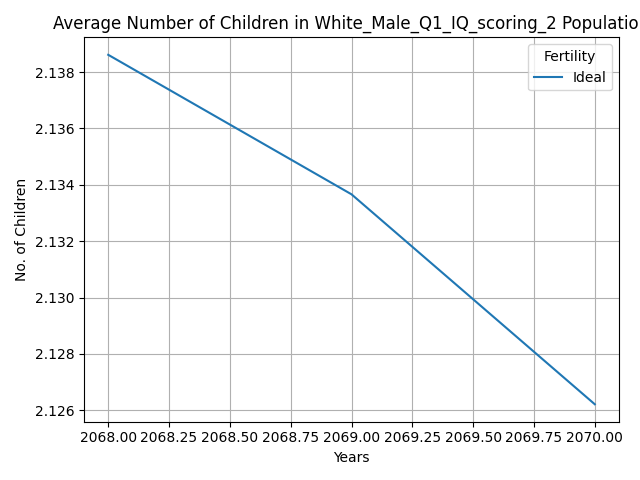 Average Number of Children in White_Male_Q1_IQ_scoring_2 Populatio
Fertility
Ideal
No. of Children
2.138
2.136
2.134
2.132
2.130
2.128
2.126
2068.00 2068.25 2068.50 2068.75 2069.00 2069.25 2069.50 2069.75 2070.00
Years